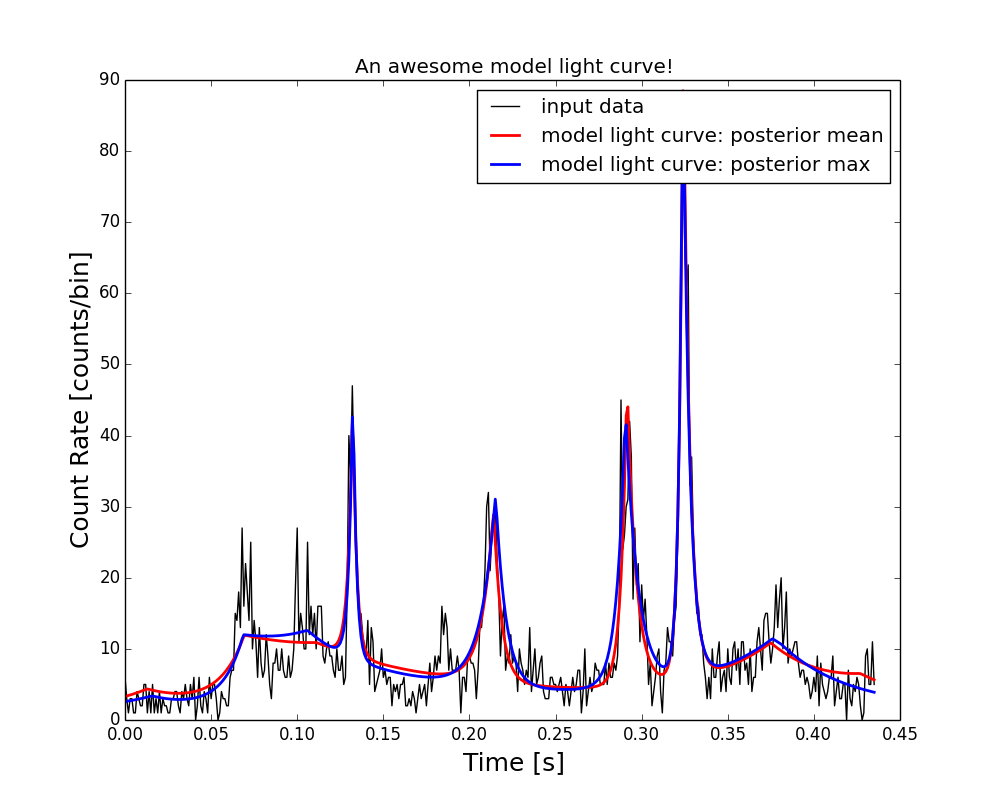 An awesome model light curve!
90
80
70
60
50
40
30
20
10
0
Count Rate [counts/bin]
input data
model light curve: posterior mean
model light curve: posterior max
0.00 0.05 0.10 0.15 0.20 0.25 0.30 0.35 0.40 0.45
Time [s]